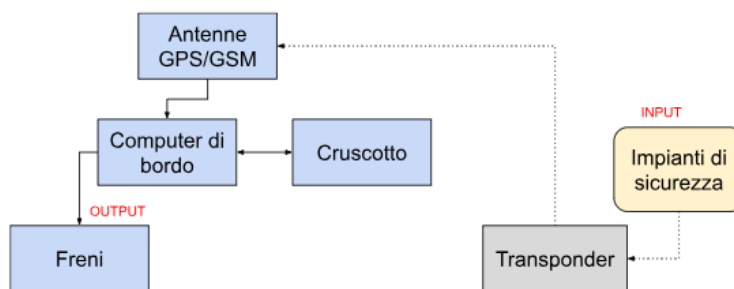 Antenne
GPS/GSM
INPUT
Computer di
bordo
Cruscotto
Impianti di
sicurezza
OUTPUT
Freni
Transponder